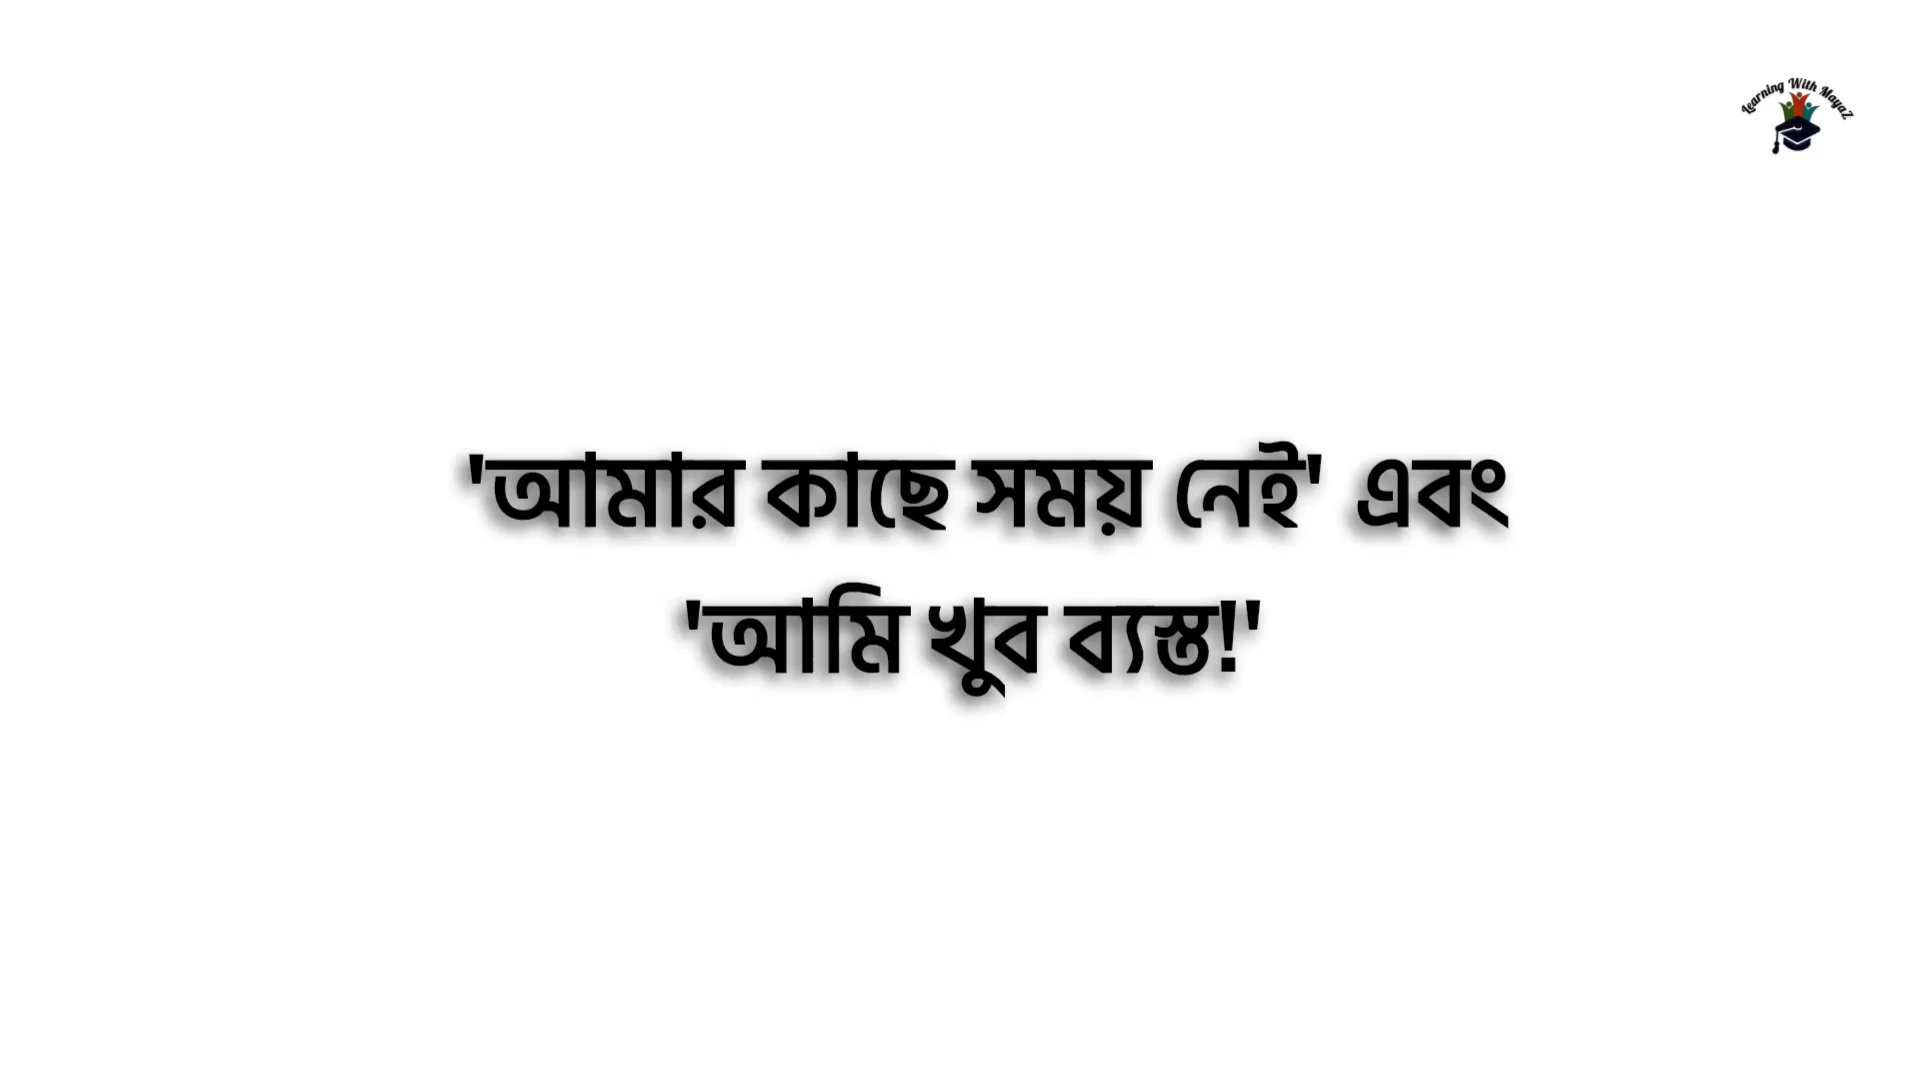 Learning With MayaZ
'আমার কাছে সময় নেই' এবং
'আমি খুব ব্যস্ত!'